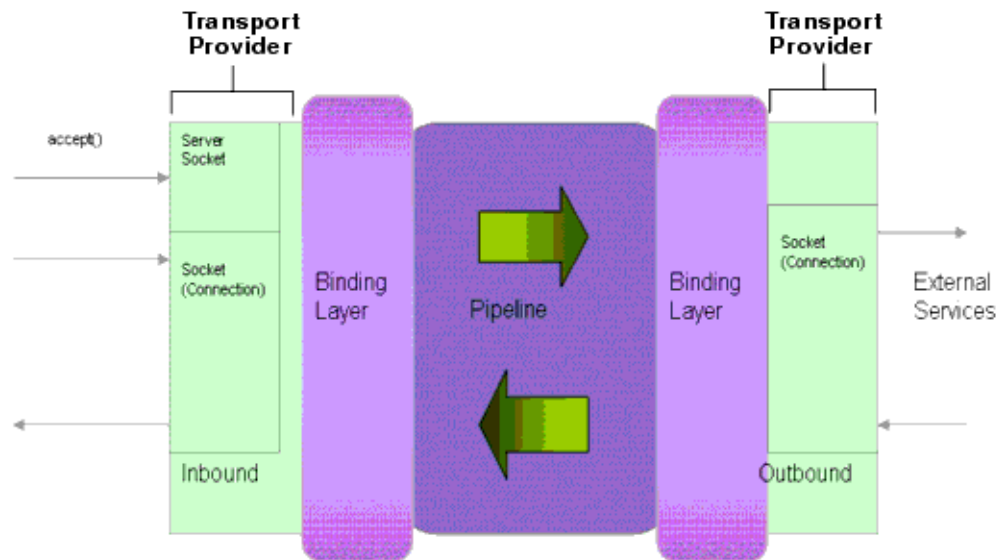 Transport
Provider
Transport
Provider
accept()
Server
Socket
Socket
(Connection)
Binding
Layer
Pipeline
Binding
Layer
Socket
(Connection)
External
Services
Inbound
Outbound